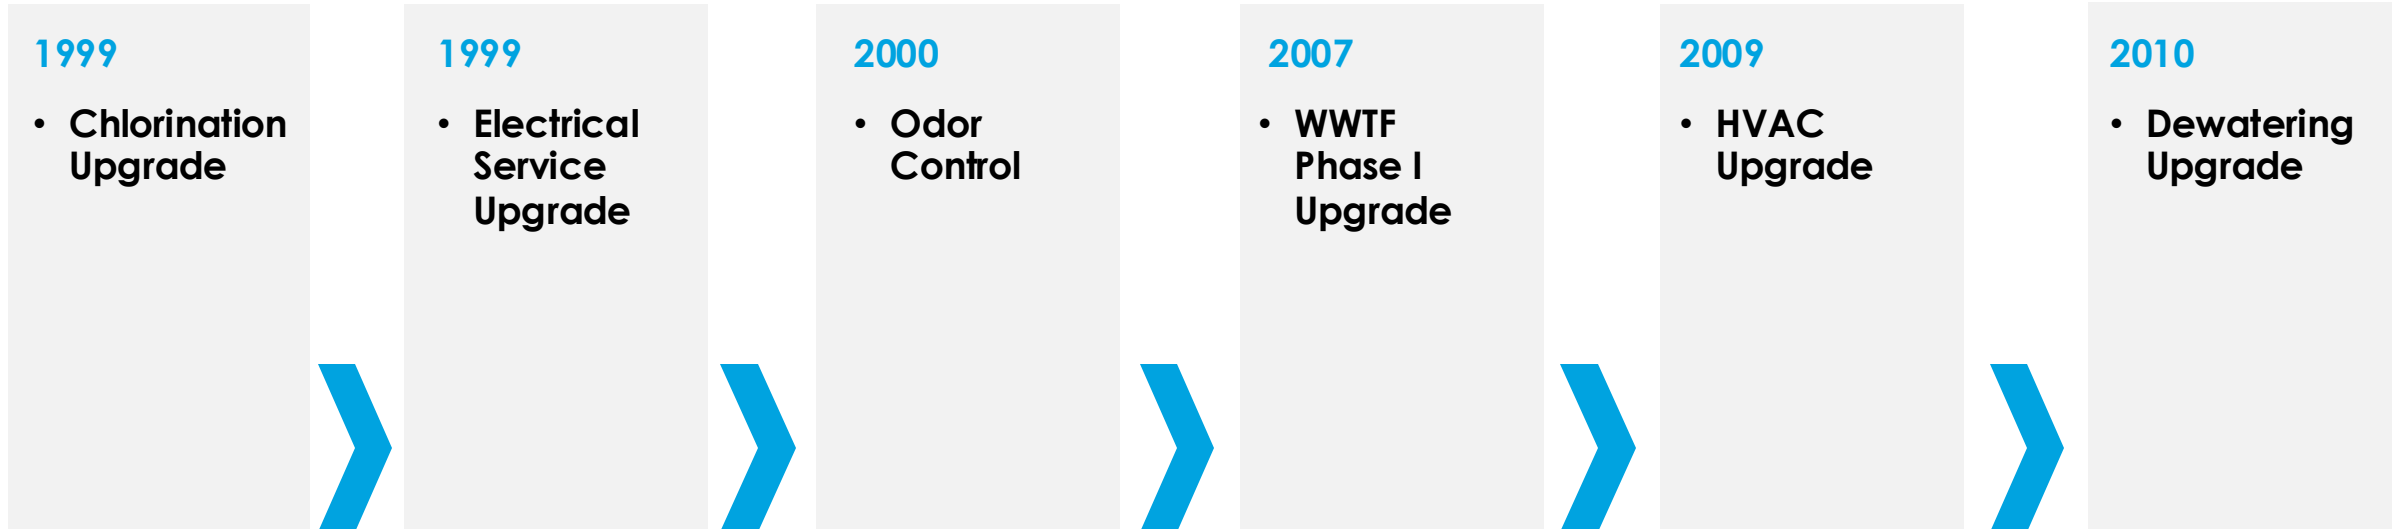 1999
• Chlorination
Upgrade
1999
• Electrical
Service
Upgrade
2000
• Odor
Control
2007
• WWTF
Phase I
Upgrade
2009
• HVAC
Upgrade
2010
• Dewatering
Upgrade